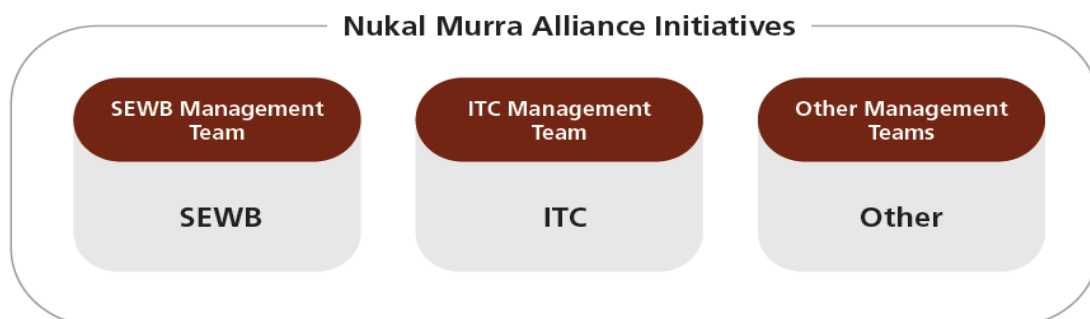 Nukal Murra Alliance Initiatives
SEWB Management
Team
ITC Management
Team
Other Management
Teams
SEWB
ITC
Other